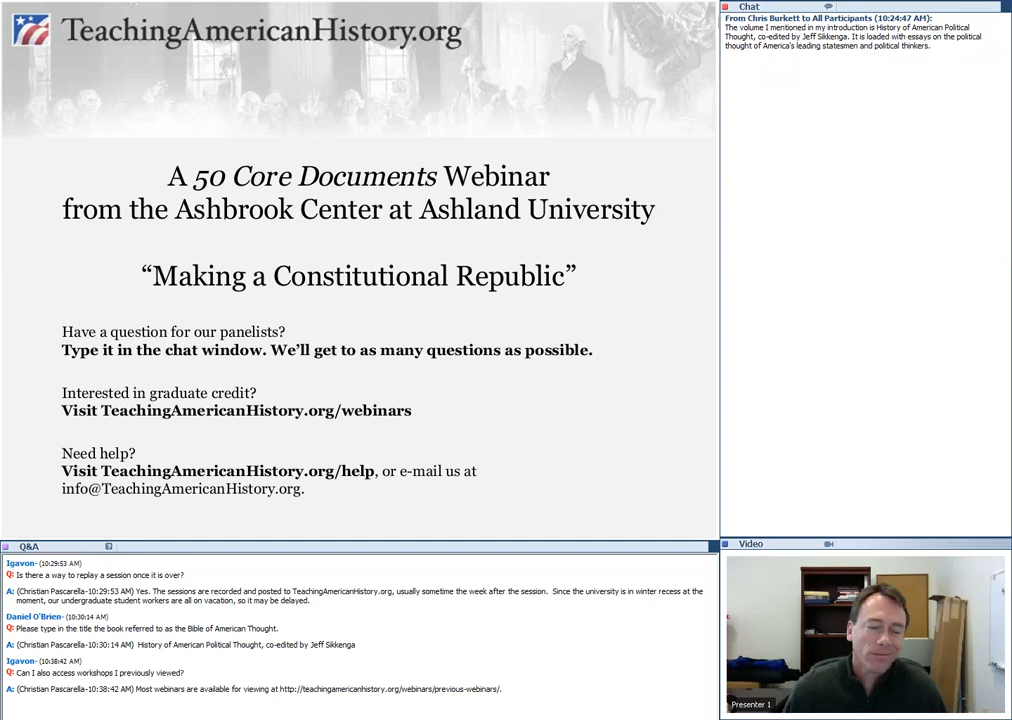 TeachingAmericanHistory.org
A 50 Core Documents Webinar
from the Ashbrook Center at Ashland University
“Making a Constitutional Republic”
Have a question for our panelists?
Type it in the chat window. We’ll get to as many questions as possible.
Interested in graduate credit?
Visit TeachingAmericanHistory.org/webinars
Need help?
Visit TeachingAmericanHistory.org/help, or e-mail us at
info@TeachingAmericanHistory.org.
Chat
From Chris Burkett to All Participants (10:24:47 AM):
The volume I mentioned in my introduction is History of American Political
Thought, co-edited by Jeff Sikkenga. It is loaded with essays on the political
thought of America's leading statesmen and political thinkers.
Q&A
Igavon- (10:29:53 AM)
Q: Is there a way to replay a session once it is over?
A: (Christian Pascarella-10:29:53 AM) Yes. The sessions are recorded and posted to TeachingAmericanHistory.org, usually sometime the week after the session. Since the university is in winter recess at the
moment, our undergraduate student workers are all on vacation, so it may be delayed.
Daniel O'Brien- (10:30:14 AM)
Q: Please type in the title the book referred to as the Bible of American Thought.
A: (Christian Pascarella-10:30:14 AM) History of American Political Thought, co-edited by Jeff Sikkenga
Igavon- (10:38:42 AM)
Q: Can I also access workshops I previously viewed?
A: (Christian Pascarella-10:38:42 AM) Most webinars are available for viewing at http://teachingamericanhistory.org/webinars/previous-webinars/.
Video
Presenter 1